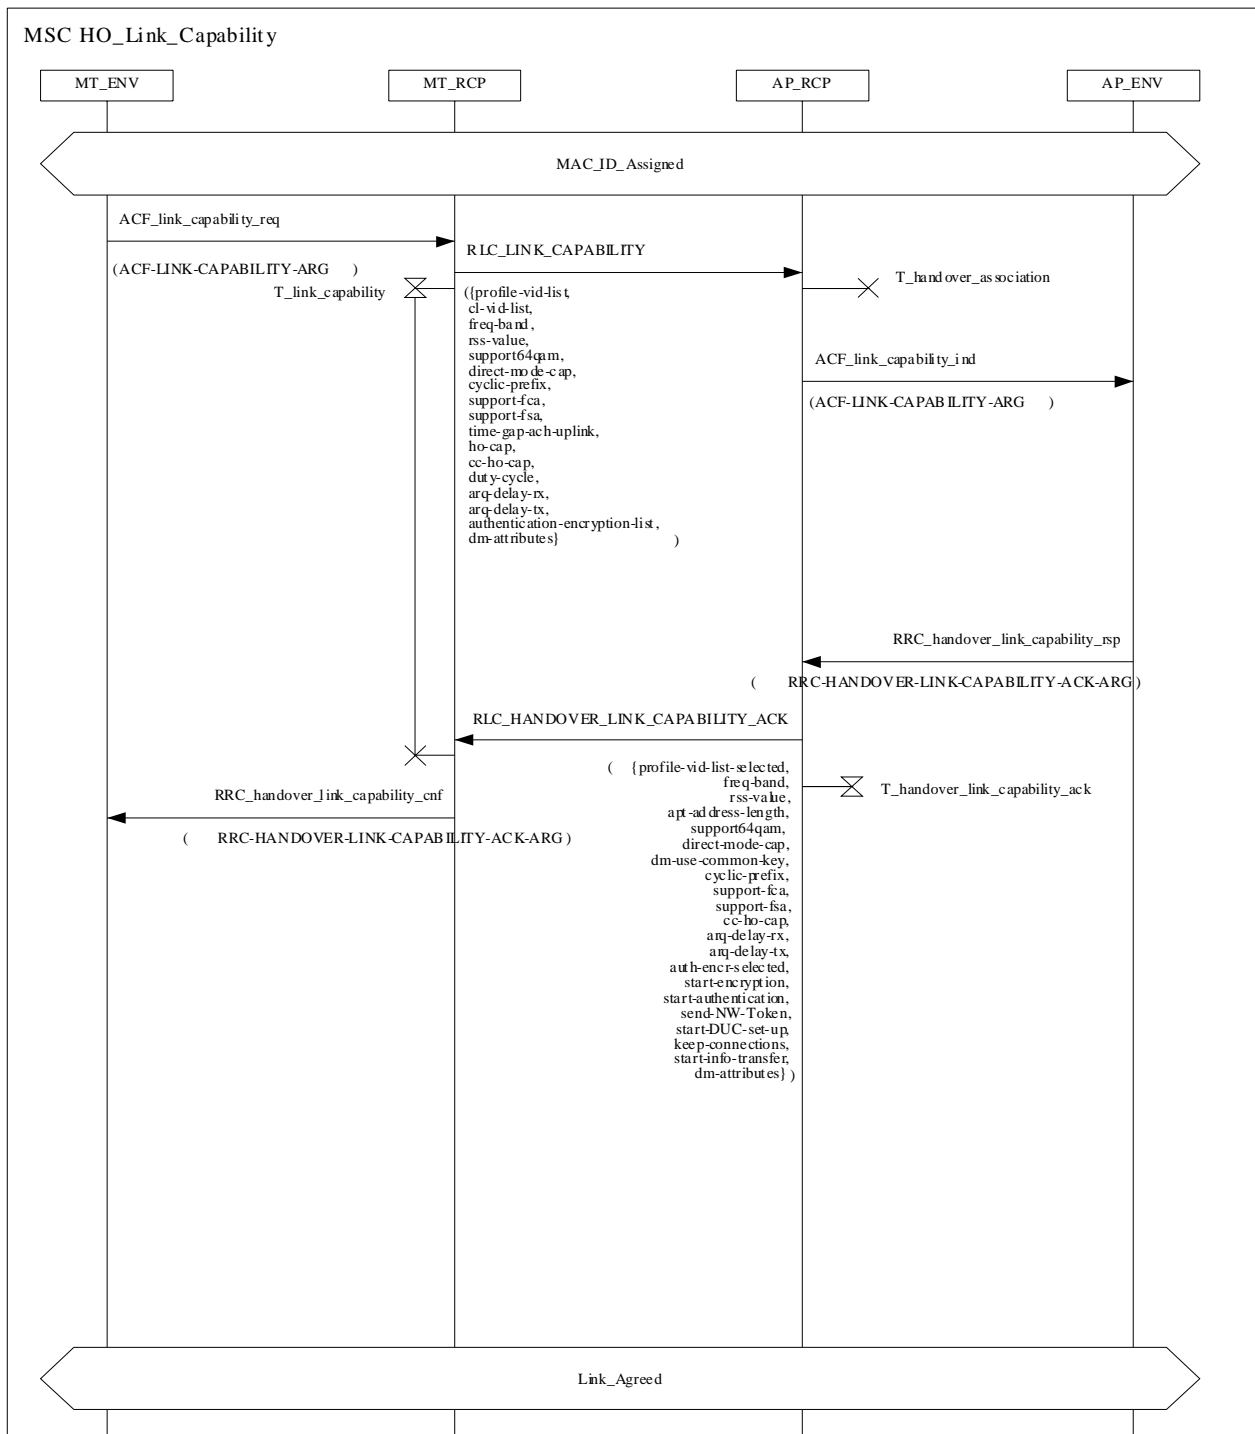 MSC HO_Link_Capability
MT_ENV
MT_RCP
AP_RCP
AP_ENV
MAC_ID_Assigned
ACF_link_capability_req
(ACF-LINK-CAPABILITY-ARG )
RLC_LINK_CAPABILITY
T_link_capability
T_handover_association
({profile-vid-list,
cl-vid-list,
freq-band,
rss-value,
support64qam,
direct-mode-cap,
cyclic-prefix,
support-fca,
support-fsa,
time-gap-ach-uplink,
ho-cap,
cc-ho-cap,
duty-cycle,
arq-delay-rx,
arq-delay-tx,
authentication-encryption-list,
dm-attributes} )
ACF_link_capability_ind
(ACF-LINK-CAPABILITY-ARG )
RRC_handover_link_capability_rsp
( RRC-HANDOVER-LINK-CAPABILITY-ACK-ARG)
RLC_HANDOVER_LINK_CAPABILITY_ACK
( {profile-vid-list-selected,
freq-band,
rss-value,
apt-address-length,
support64qam,
direct-mode-cap,
dm-use-common-key,
cyclic-prefix,
support-fca,
support-fsa,
cc-ho-cap,
arq-delay-rx,
arq-delay-tx,
auth-encr-selected,
start-encryption,
start-authentication,
send-NW-Token,
start-DUC-set-up,
keep-connections,
start-info-transfer,
dm-attributes} )
T_handover_link_capability_ack
RRC_handover_link_capability_cnf
( RRC-HANDOVER-LINK-CAPABILITY-ACK-ARG)
Link_Agreed